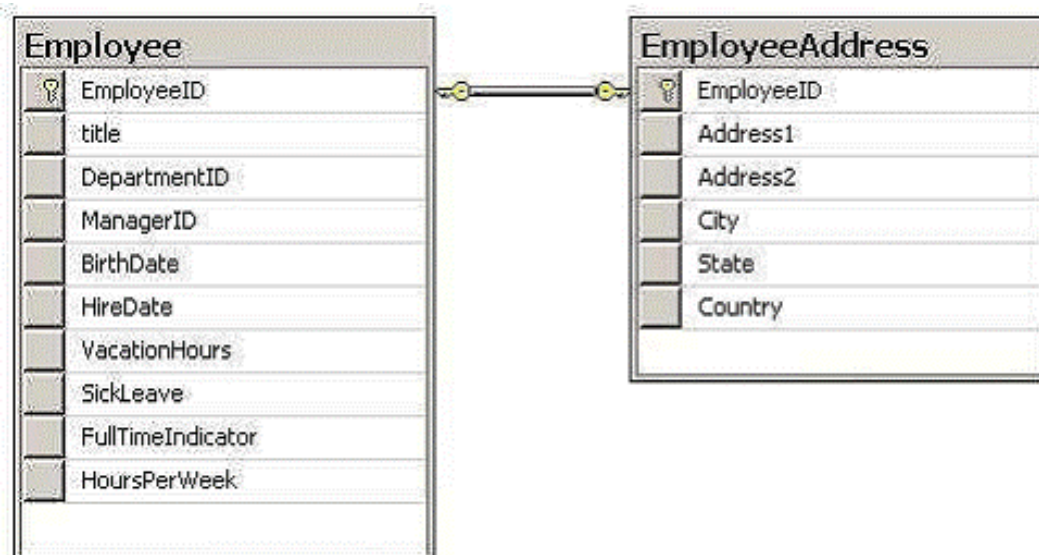 Employee
EmployeeID
title
DepartmentID
ManagerID
BirthDate
HireDate
VacationHours
SickLeave
FullTimeIndicator
HoursPerWeek
EmployeeAddress
EmployeeID
Address1
Address2
City
State
Country